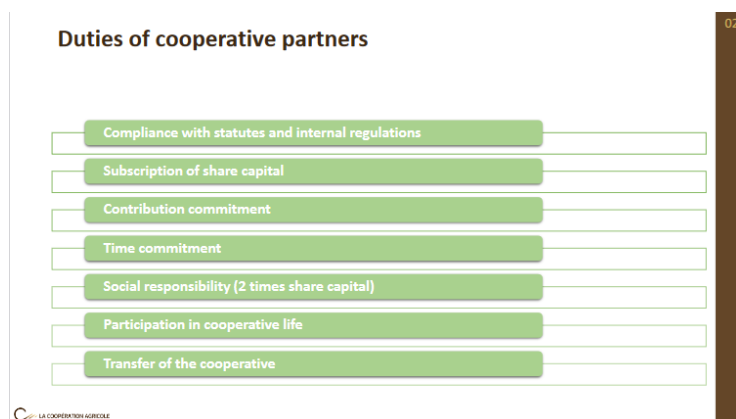 02
Duties of cooperative partners
Compliance with statutes and internal regulations
Subscription of share capital
Contribution commitment
Time commitment
Social responsibility (2 times share capital)
Participation in cooperative life
Transfer of the cooperative
LA COOPÉRATION AGRICOLE